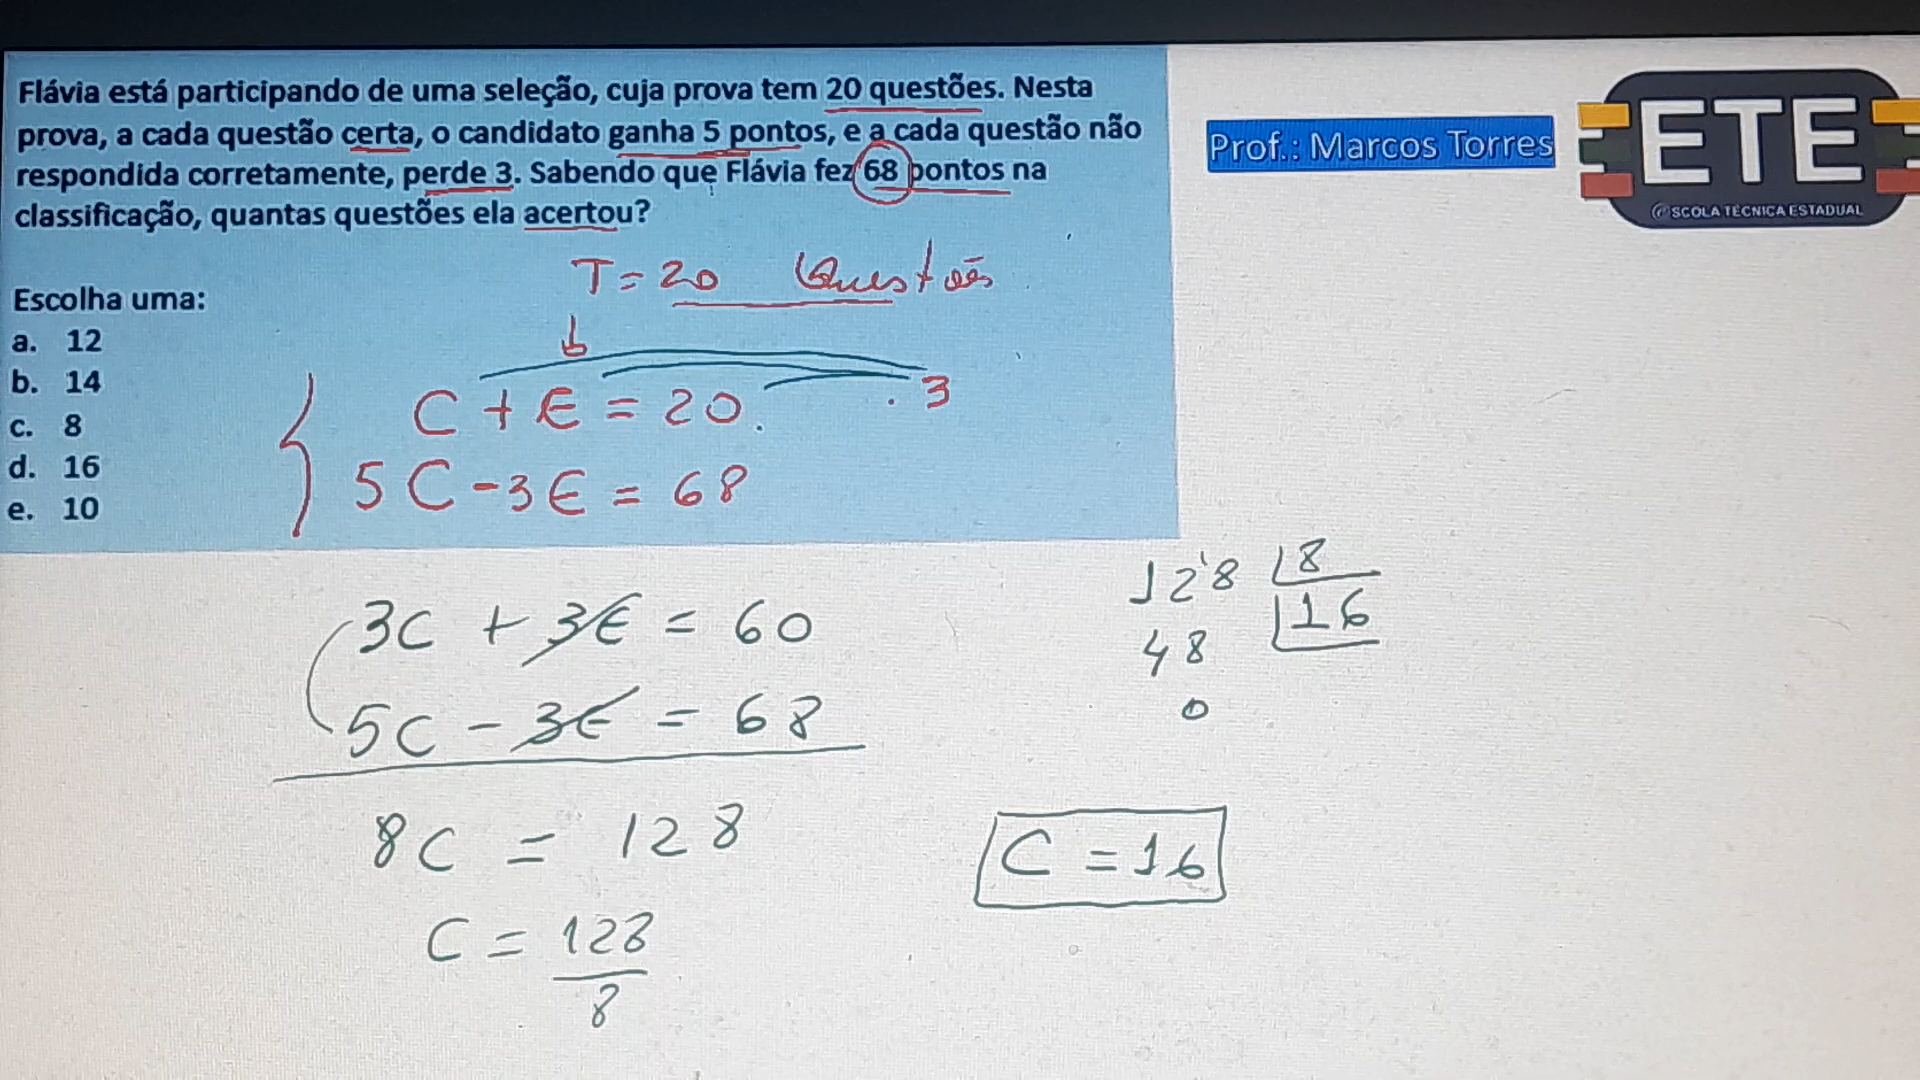 Flávia está participando de uma seleção, cuja prova tem 20 questões. Nesta
prova, a cada questão certa, o candidato ganha 5 pontos, e a cada questão não
respondida corretamente, perde 3. Sabendo que Flávia fez 68 pontos na
classificação, quantas questões ela acertou?
Prof.: Marcos Torres
ETE
@SCOLA TÉCNICA ESTADUAL
T = 20 Questões
Escolha uma:
a. 12
b. 14
c. 8
d. 16
e. 10
C + E = 20 . 3
5C - 3E = 68
3C + 3E = 60
5C - 3E = 68
8C = 128
C = 128
8
128 8
48 16
0
C = 16